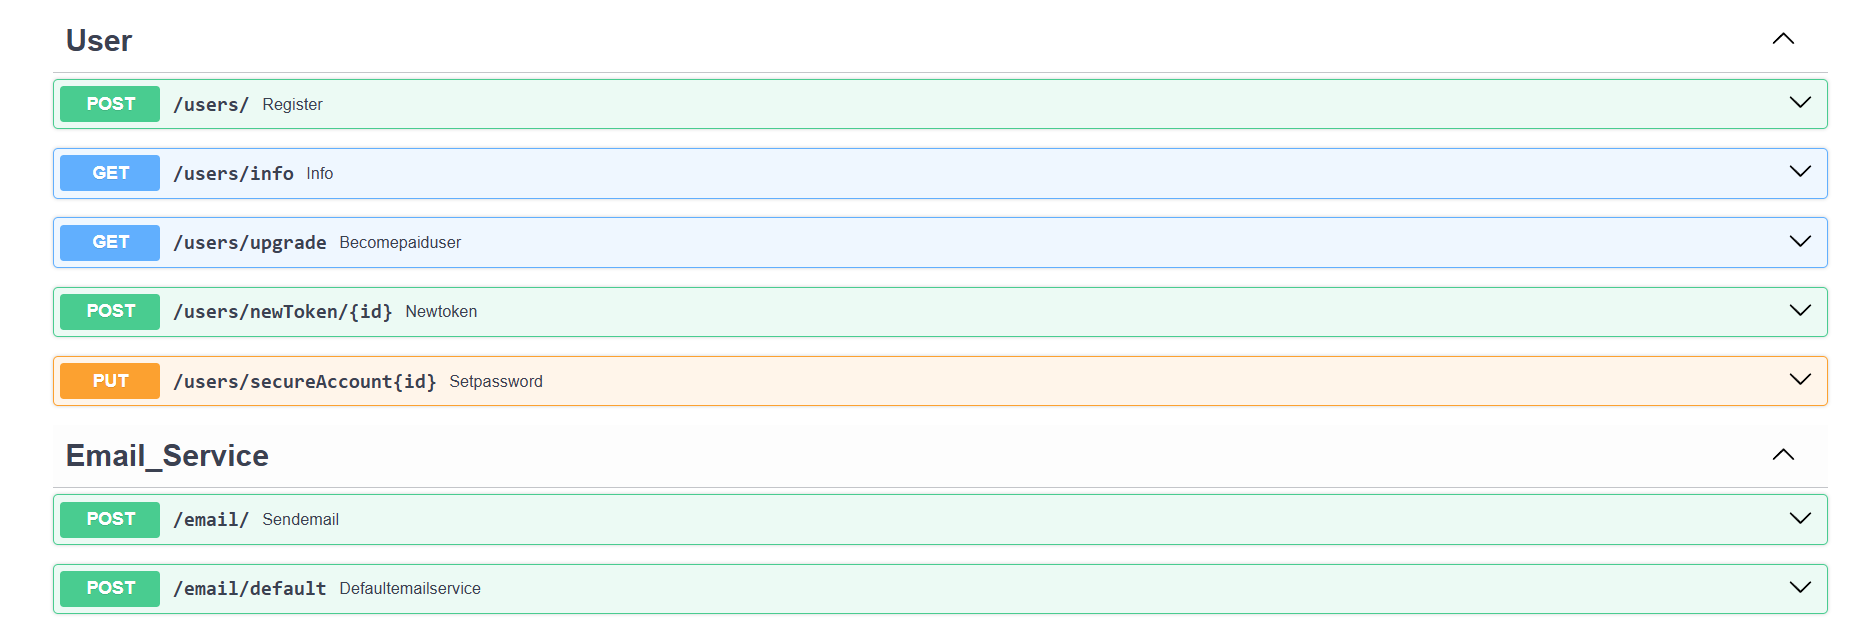 User
POST /users/ Register
GET /users/info Info
GET /users/upgrade Becomepaiduser
POST /users/newToken/{id} Newtoken
PUT /users/secureAccount{id} Setpassword
Email_Service
POST /email/ Sendemail
POST /email/default Defaultemailservice